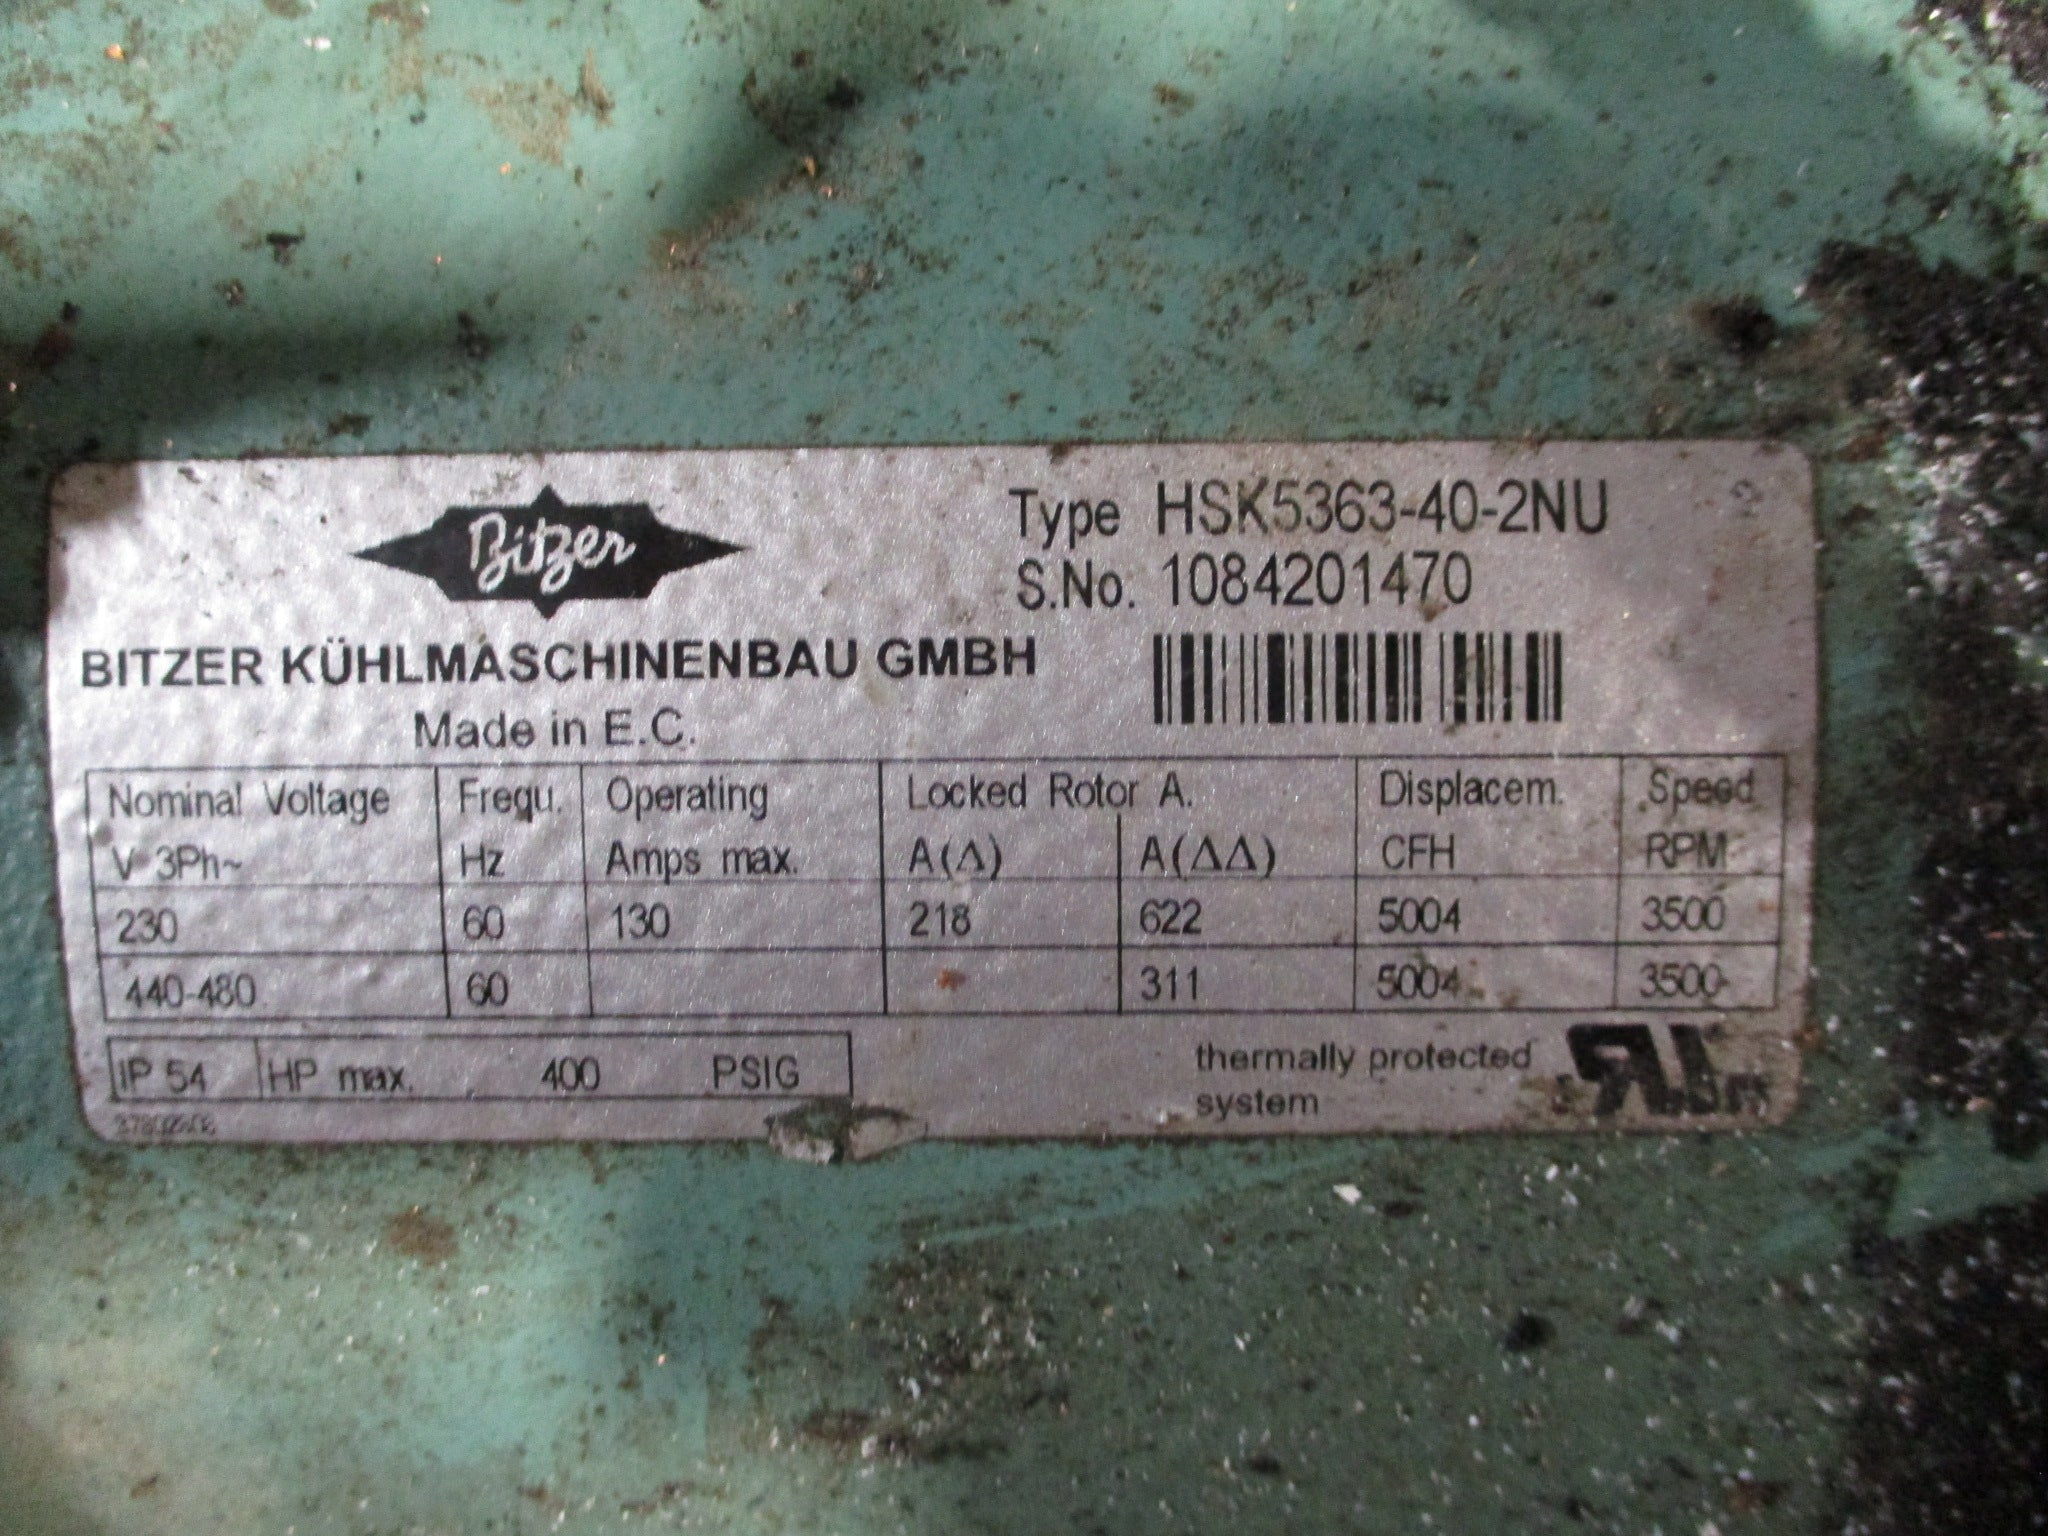 Bitzer
Type HSK5363-40-2NU
S.No. 1084201470
BITZER KÜHLMASCHINENBAU GMBH
Made in E.C.
Nominal Voltage Frequ. Operating Locked Rotor A. Displacem. Speed
V 3Ph~ Hz Amps max. A(Δ) A(ΔΔ) CFH RPM
230 60 130 218 622 5004 3500
440-480 60 311 5004 3500
IP 54 HP max. 400 PSIG
thermally protected
system